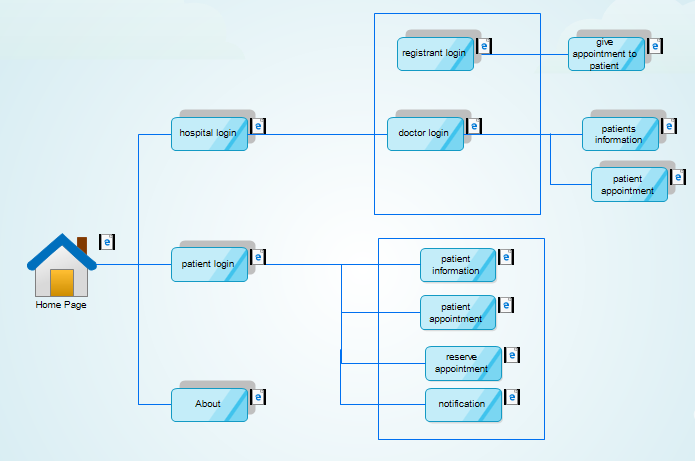 registrant login
give
appointment to
patient
hospital login
doctor login
patients
information
patient
appointment
Home Page
patient login
patient
information
patient
appointment
reserve
appointment
notification
About